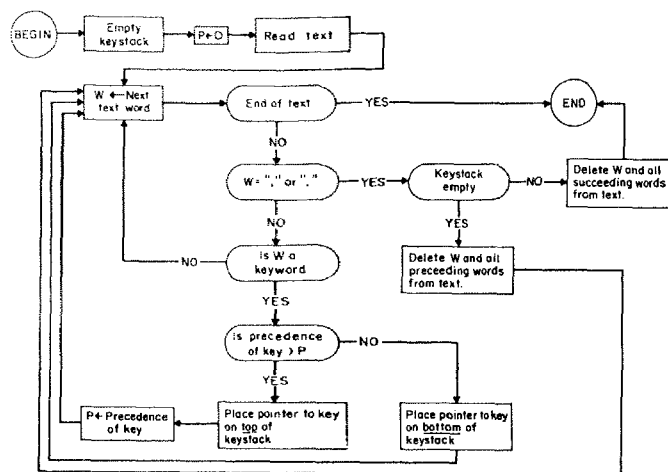 BEGIN
Empty
keystack
P←O
Read text
W ← Next
text word
End of text
YES
END
NO
W = "," or "."
YES
Keystack
empty
NO
Delete W and all
succeeding words
from text.
NO
YES
Is W a
keyword
NO
Delete W and all
preceeding words
from text.
YES
Is precedence
of key > P
NO
YES
P← Precedence
of key
Place pointer to key
on top of
keystack
Place pointer to key
on bottom of
keystack